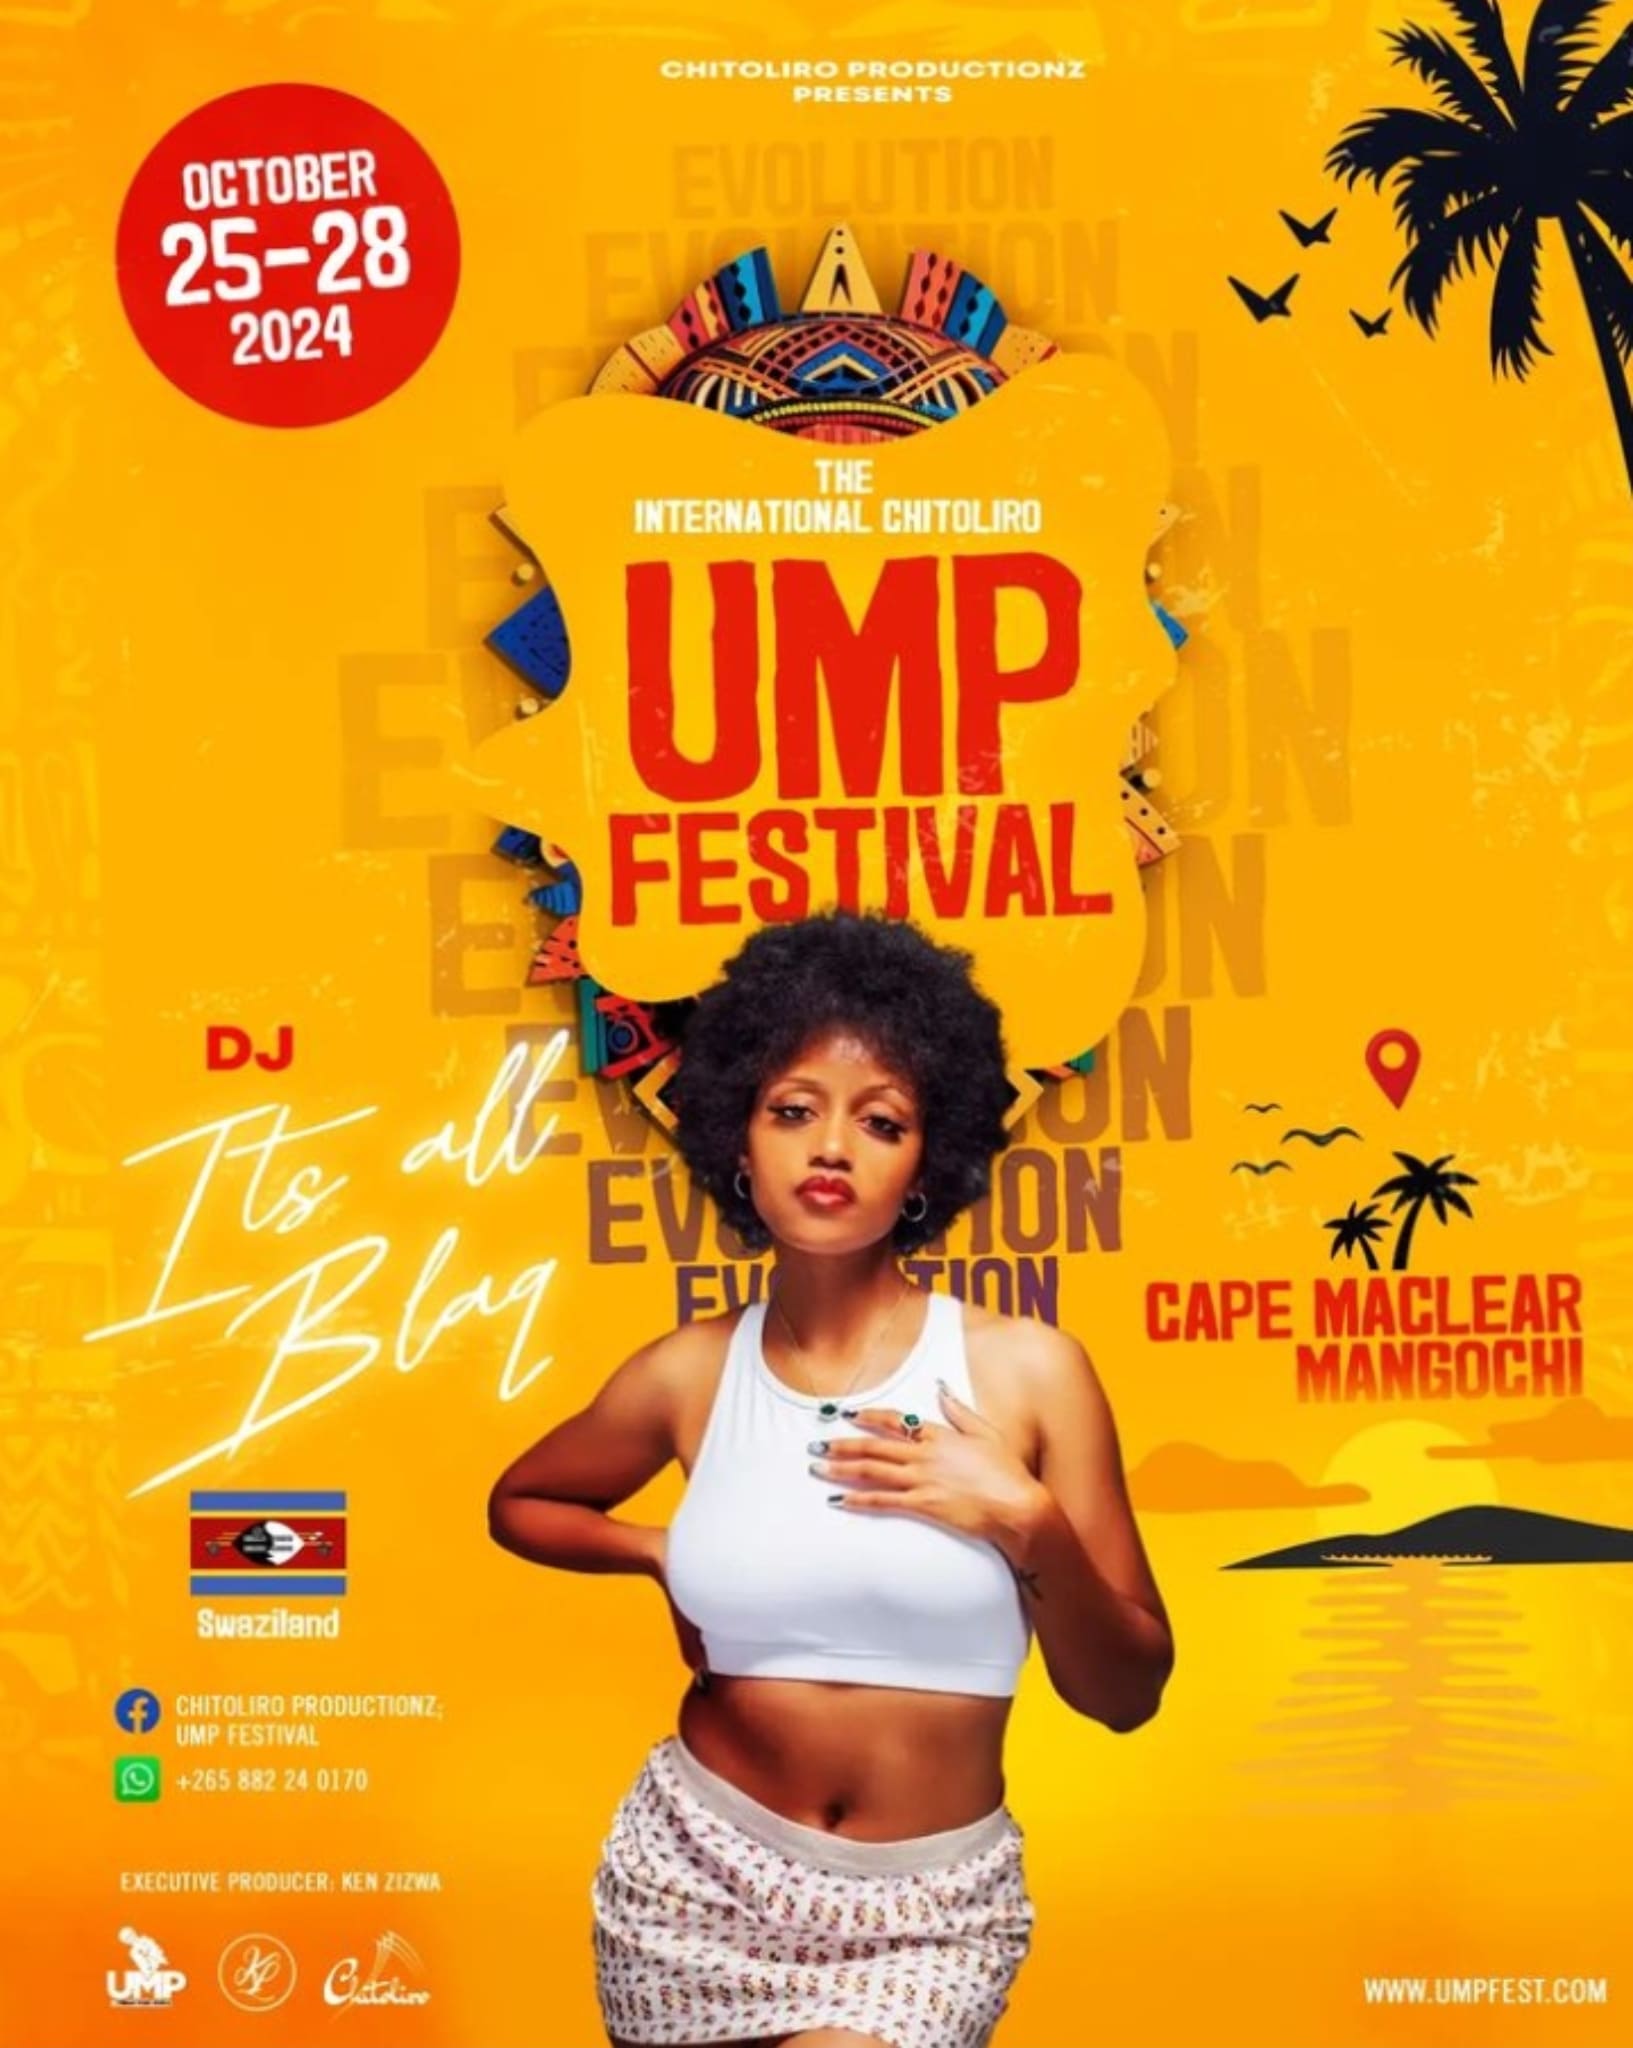 CHITOLIRO PRODUCTIONZ
PRESENTS
OCTOBER
25-28
2024
EVOLUTION
THE
INTERNATIONAL CHITOLIRO
UMP
FESTIVAL
DJ
Its all
Blaq
Swaziland
CAPE MACLEAR
MANGOCHI
CHITOLIRO PRODUCTIONZ;
UMP FESTIVAL
+265 882 24 0170
EXECUTIVE PRODUCER: KEN ZIZWA
UMP
Chitoliro
WWW.UMPFEST.COM